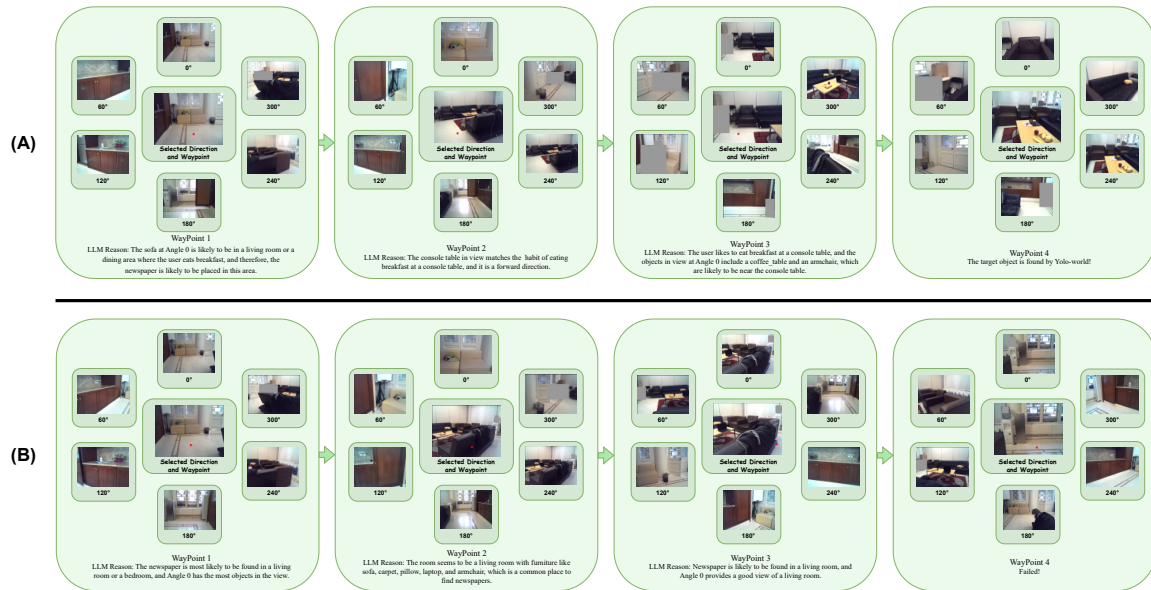 (A)
0°
60°
300°
Selected Direction
and Waypoint
120°
240°
180°
WayPoint 1
LLM Reason: The sofa at Angle 0 is likely to be in a living room or a
dining area where the user eats breakfast, and therefore, the
newspaper is likely to be placed in this area.
0°
60°
300°
Selected Direction
and Waypoint
120°
240°
180°
WayPoint 2
LLM Reason: The console table in view matches the habit of eating
breakfast at a console table, and it is a forward direction.
0°
60°
300°
Selected Direction
and Waypoint
120°
240°
180°
WayPoint 3
LLM Reason: The user likes to eat breakfast at a console table, and the
objects in view at Angle 0 include a coffee_table and an armchair, which
are likely to be near the console table.
0°
60°
300°
Selected Direction
and Waypoint
120°
240°
180°
WayPoint 4
The target object is found by Yolo-world!
(B)
0°
60°
300°
Selected Direction
and Waypoint
120°
240°
180°
WayPoint 1
LLM Reason: The newspaper is most likely to be found in a living
room or a bedroom, and Angle 0 has the most objects in the view.
0°
60°
300°
Selected Direction
and Waypoint
120°
240°
180°
WayPoint 2
LLM Reason: The room seems to be a living room with furniture like
sofa, carpet, pillow, laptop, and armchair, which is a common place to
find newspapers.
0°
60°
300°
Selected Direction
and Waypoint
120°
240°
180°
WayPoint 3
LLM Reason: Newspaper is likely to be found in a living room, and
Angle 0 provides a good view of a living room.
0°
60°
300°
Selected Direction
and Waypoint
120°
240°
180°
WayPoint 4
Failed!